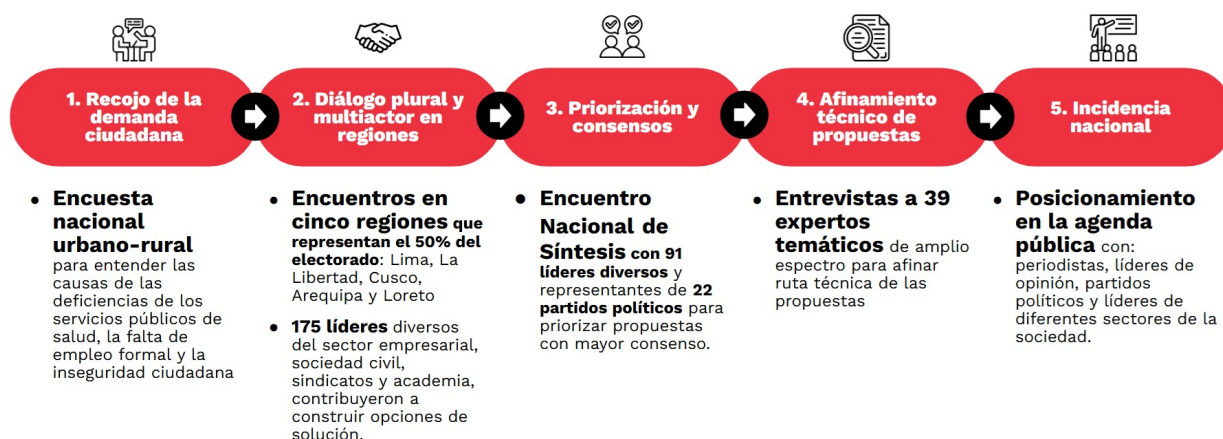 1. Recojo de la
demanda
ciudadana
2. Diálogo plural y
multiactor en
regiones
3. Priorización y
consensos
4. Afinamiento
técnico de
propuestas
5. Incidencia
nacional
• Encuesta
nacional
urbano-rural
para entender las
causas de las
deficiencias de los
servicios públicos de
salud, la falta de
empleo formal y la
inseguridad ciudadana
• Encuentros en
cinco regiones que
representan el 50% del
electorado: Lima, La
Libertad, Cusco,
Arequipa y Loreto
• 175 líderes diversos
del sector empresarial,
sociedad civil,
sindicatos y academia,
contribuyeron a
construir opciones de
solución.
• Encuentro
Nacional de
Síntesis con 91
líderes diversos y
representantes de 22
partidos políticos para
priorizar propuestas
con mayor consenso.
• Entrevistas a 39
expertos
temáticos de amplio
espectro para afinar
ruta técnica de las
propuestas
• Posicionamiento
en la agenda
pública con:
periodistas, líderes de
opinión, partidos
políticos y líderes de
diferentes sectores de la
sociedad.